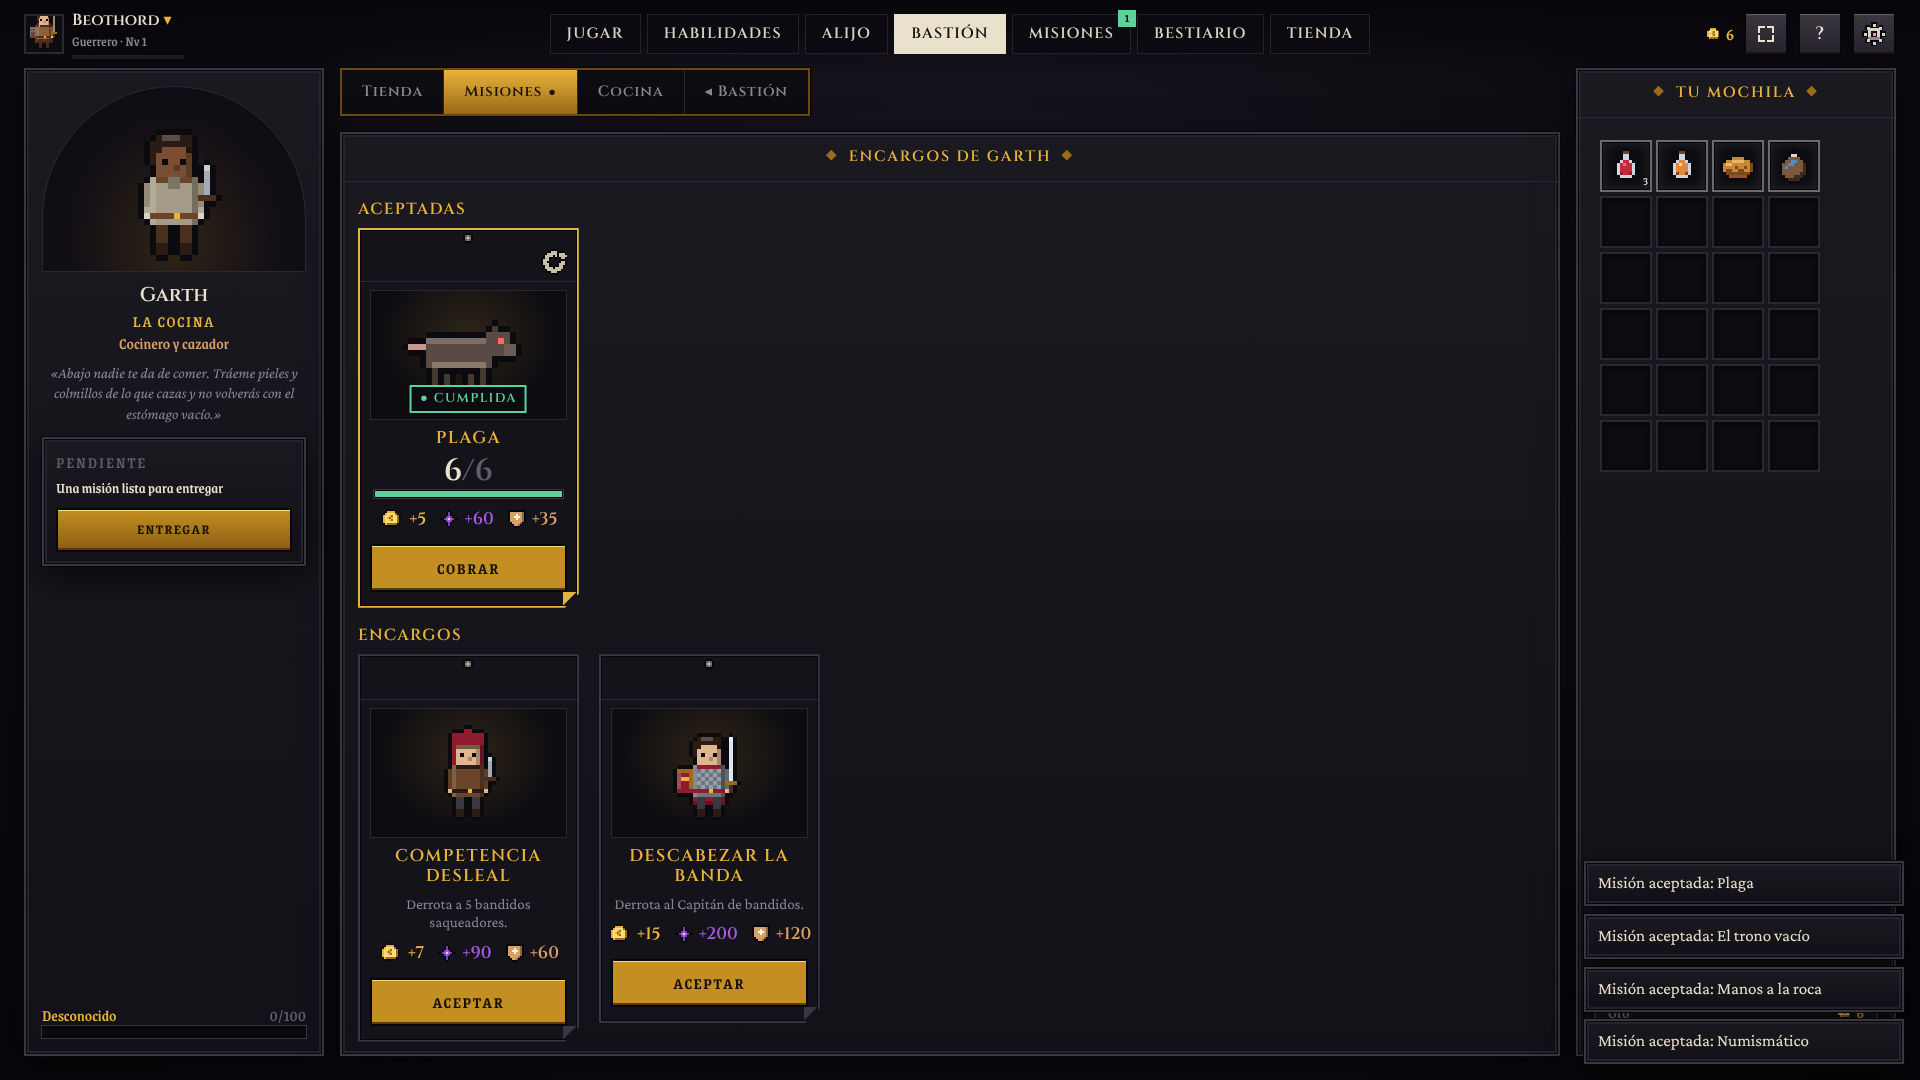 Beothord ▾
Guerrero · Nv 1
JUGAR
HABILIDADES
ALIJO
BASTIÓN
MISIONES
1
BESTIARIO
TIENDA
6
?
Garth
LA COCINA
Cocinero y cazador
«Abajo nadie te da de comer. Tráeme pieles y
colmillos de lo que cazas y no volverás con el
estómago vacío.»
PENDIENTE
Una misión lista para entregar
ENTREGAR
Desconocido
0/100
Tienda
Misiones ●
Cocina
◂ Bastión
◆ ENCARGOS DE GARTH ◆
ACEPTADAS
● CUMPLIDA
PLAGA
6/6
+5 +60 +35
COBRAR
ENCARGOS
COMPETENCIA
DESLEAL
Derrota a 5 bandidos
saqueadores.
+7 +90 +60
ACEPTAR
DESCABEZAR LA
BANDA
Derrota al Capitán de bandidos.
+15 +200 +120
ACEPTAR
◆ TU MOCHILA ◆
3
Misión aceptada: Plaga
Misión aceptada: El trono vacío
Misión aceptada: Manos a la roca
Misión aceptada: Numismático